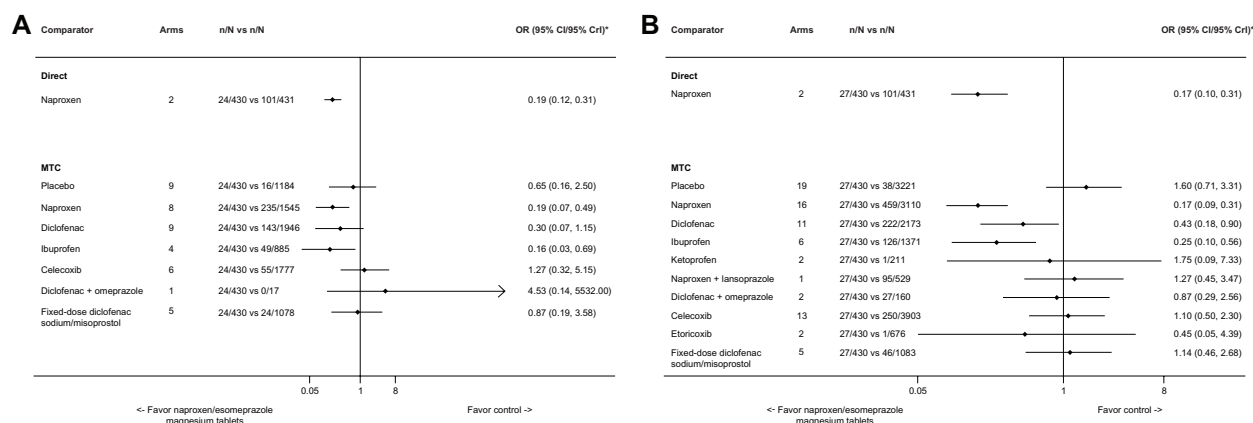 A
Comparator Arms n/N vs n/N OR (95% CI/95% CrI)*
Direct
Naproxen 2 24/430 vs 101/431 0.19 (0.12, 0.31)
MTC
Placebo 9 24/430 vs 16/1184 0.65 (0.16, 2.50)
Naproxen 8 24/430 vs 235/1545 0.19 (0.07, 0.49)
Diclofenac 9 24/430 vs 143/1946 0.30 (0.07, 1.15)
Ibuprofen 4 24/430 vs 49/885 0.16 (0.03, 0.69)
Celecoxib 6 24/430 vs 55/1777 1.27 (0.32, 5.15)
Diclofenac + omeprazole 1 24/430 vs 0/17 4.53 (0.14, 5532.00)
Fixed-dose diclofenac 5 24/430 vs 24/1078 0.87 (0.19, 3.58)
sodium/misoprostol
0.05 1 8
<- Favor naproxen/esomeprazole Favor control ->
magnesium tablets
B
Comparator Arms n/N vs n/N OR (95% CI/95% CrI)*
Direct
Naproxen 2 27/430 vs 101/431 0.17 (0.10, 0.31)
MTC
Placebo 19 27/430 vs 38/3221 1.60 (0.71, 3.31)
Naproxen 16 27/430 vs 459/3110 0.17 (0.09, 0.31)
Diclofenac 11 27/430 vs 222/2173 0.43 (0.18, 0.90)
Ibuprofen 6 27/430 vs 126/1371 0.25 (0.10, 0.56)
Ketoprofen 2 27/430 vs 1/211 1.75 (0.09, 7.33)
Naproxen + lansoprazole 1 27/430 vs 95/529 1.27 (0.45, 3.47)
Diclofenac + omeprazole 2 27/430 vs 27/160 0.87 (0.29, 2.56)
Celecoxib 13 27/430 vs 250/3903 1.10 (0.50, 2.30)
Etoricoxib 2 27/430 vs 1/676 0.45 (0.05, 4.39)
Fixed-dose diclofenac 5 27/430 vs 46/1083 1.14 (0.46, 2.68)
sodium/misoprostol
0.05 1 8
<- Favor naproxen/esomeprazole Favor control ->
magnesium tablets